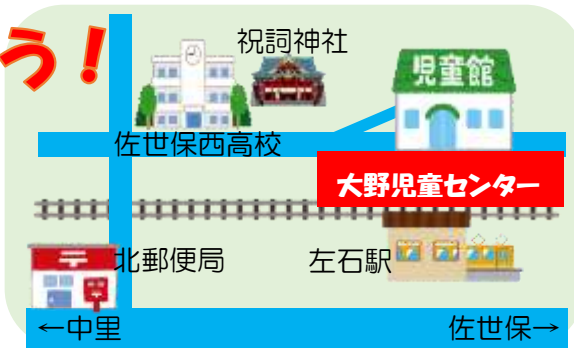 う！
祝詞神社
児童館
佐世保西高校
大野児童センター
北郵便局
左石駅
←中里
佐世保→